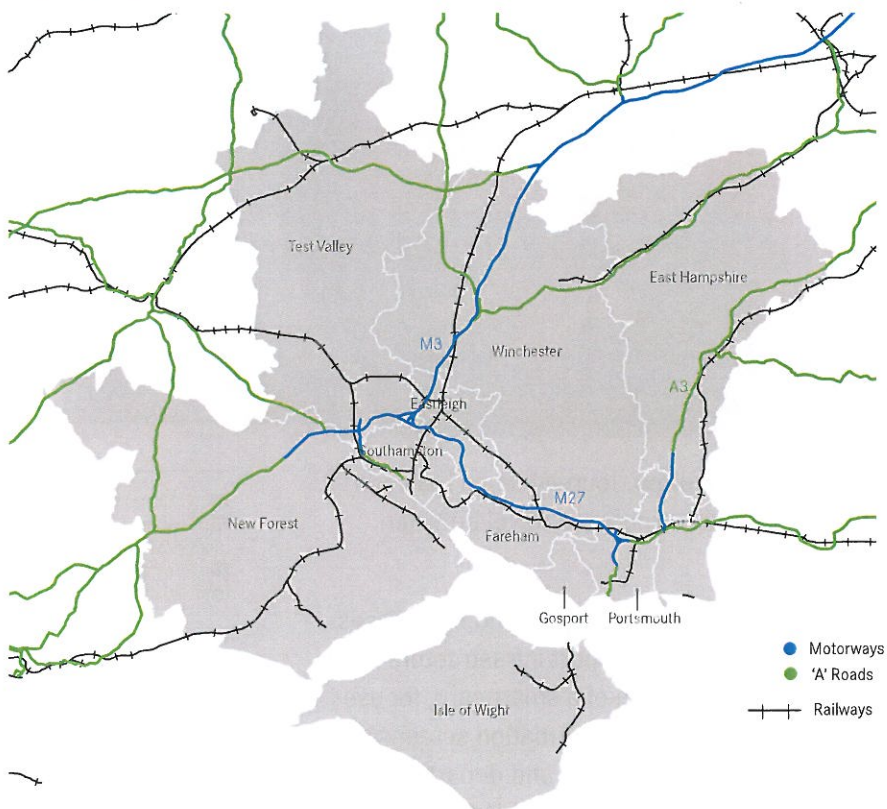 Test Valley
East Hampshire
M3
Winchester
A3
Eastleigh
Southampton
M27
New Forest
Fareham
Gosport
Portsmouth
Motorways
'A' Roads
Railways
Isle of Wight